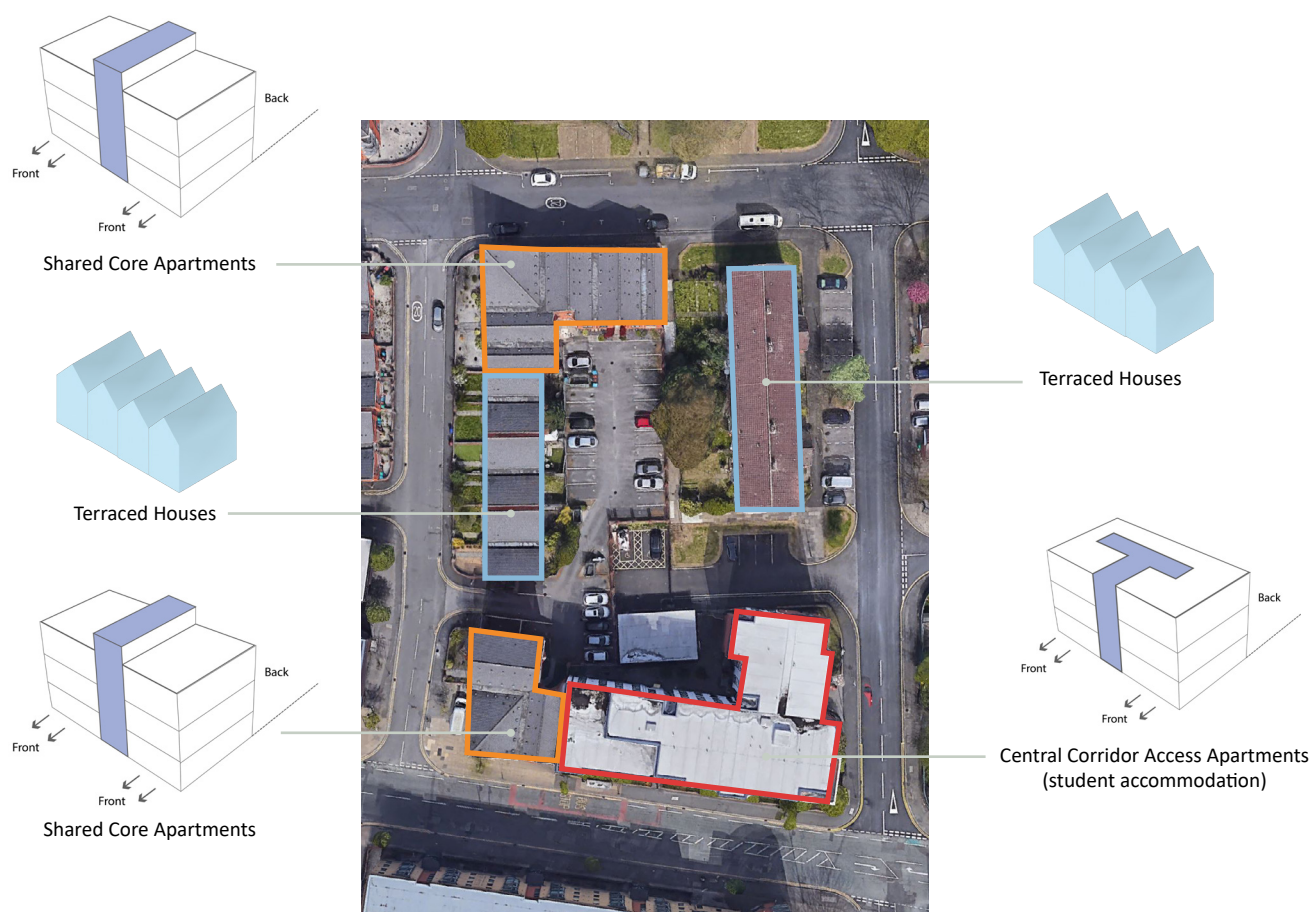 Back
Front
Front
Shared Core Apartments
Terraced Houses
Back
Front
Front
Shared Core Apartments
Terraced Houses
Back
Front
Front
Central Corridor Access Apartments
(student accommodation)